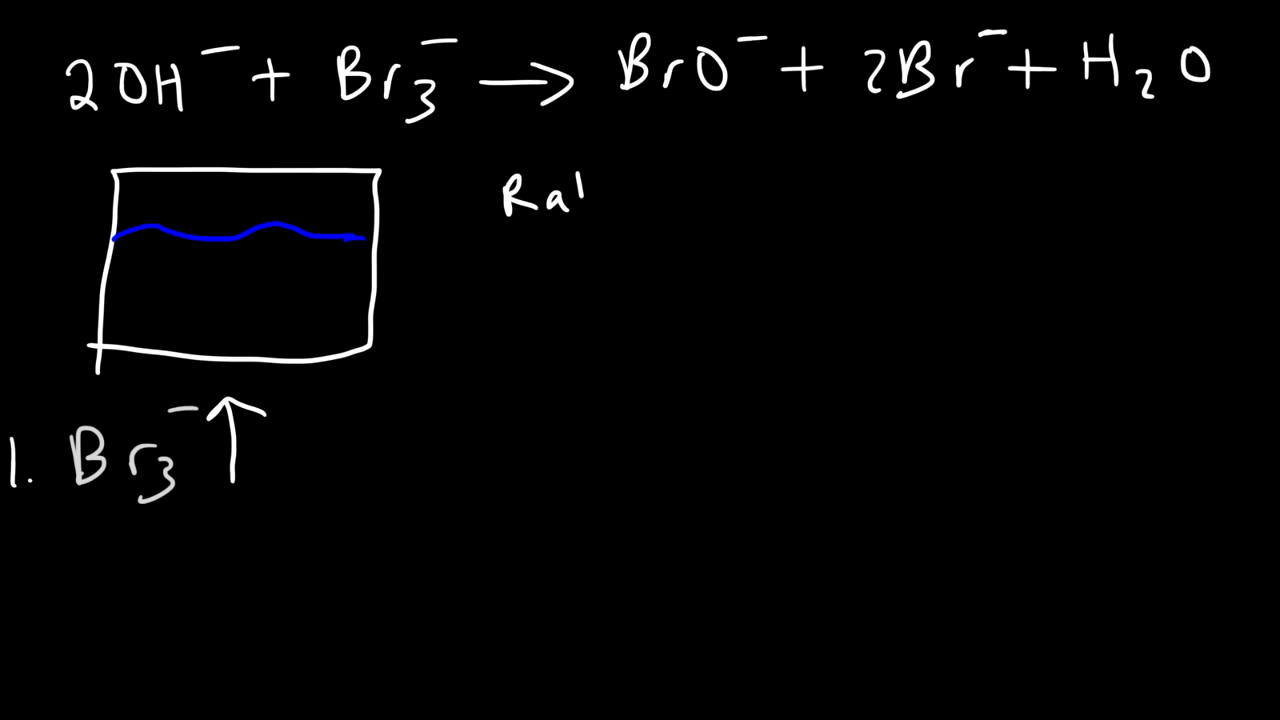 2OH⁻ + Br₃⁻ → BrO⁻ + 2Br⁻ + H₂O
Ra
1. Br₃⁻ ↑